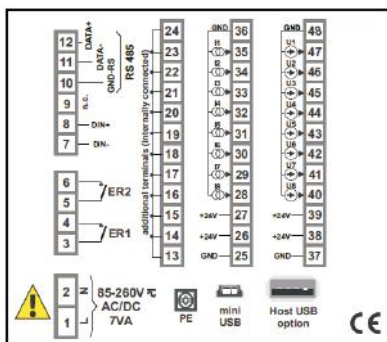 12 DATA+
11 DATA-
10 GND-RS
RS 485
9 n.c.
8 DIN+
7 DIN-
6
5
ER2
4
3
ER1
2 N
1 L
85-260V
AC/DC
7VA
additional terminals (internally connected)
24
23
22
21
20
19
18
17
16
15
14
13
GND 36
I1 35
I2 34
I3 33
I4 32
I5 31
I6 30
I7 29
I8 28
+24V 27
+24V 26
GND 25
GND 48
U1 47
U2 46
U3 45
U4 44
U5 43
U6 42
U7 41
U8 40
+24V 39
+24V 38
GND 37
PE
mini
USB
Host USB
option
CE